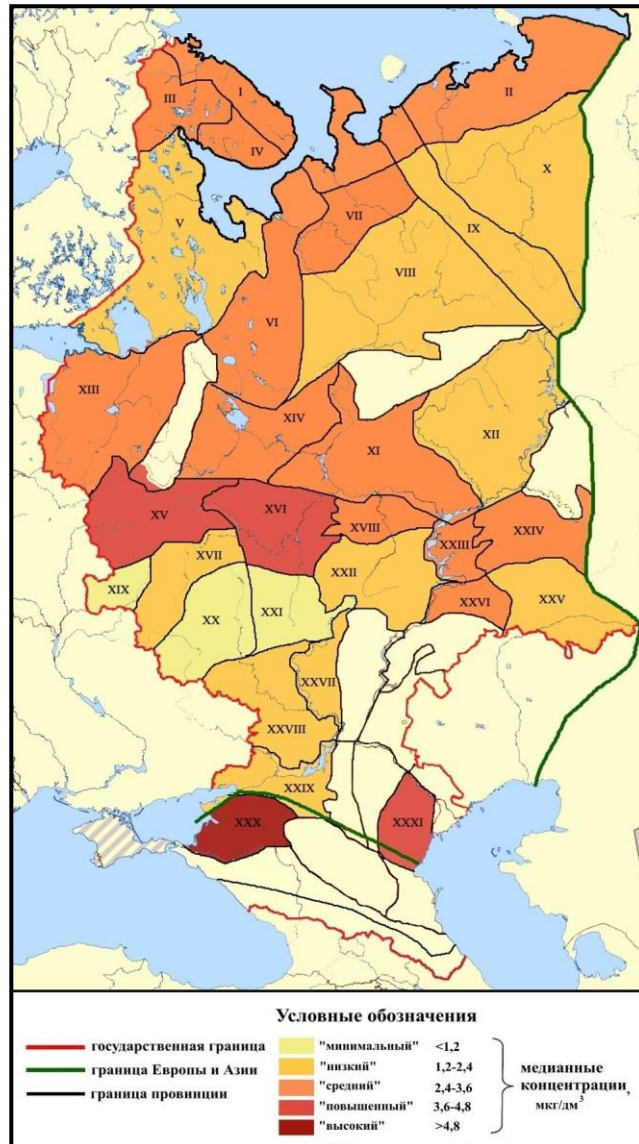 I
II
III
IV
V
VI
VII
VIII
IX
X
XI
XII
XIII
XIV
XV
XVI
XVII
XVIII
XIX
XX
XXI
XXII
XXIII
XXIV
XXV
XXVI
XXVII
XXVIII
XXIX
XXX
XXXI
Условные обозначения
государственная граница
граница Европы и Азии
граница провинции
"минимальный" <1,2
"низкий" 1,2-2,4
"средний" 2,4-3,6
"повышенный" 3,6-4,8
"высокий" >4,8
медианные
концентрации,
мкг/дм³